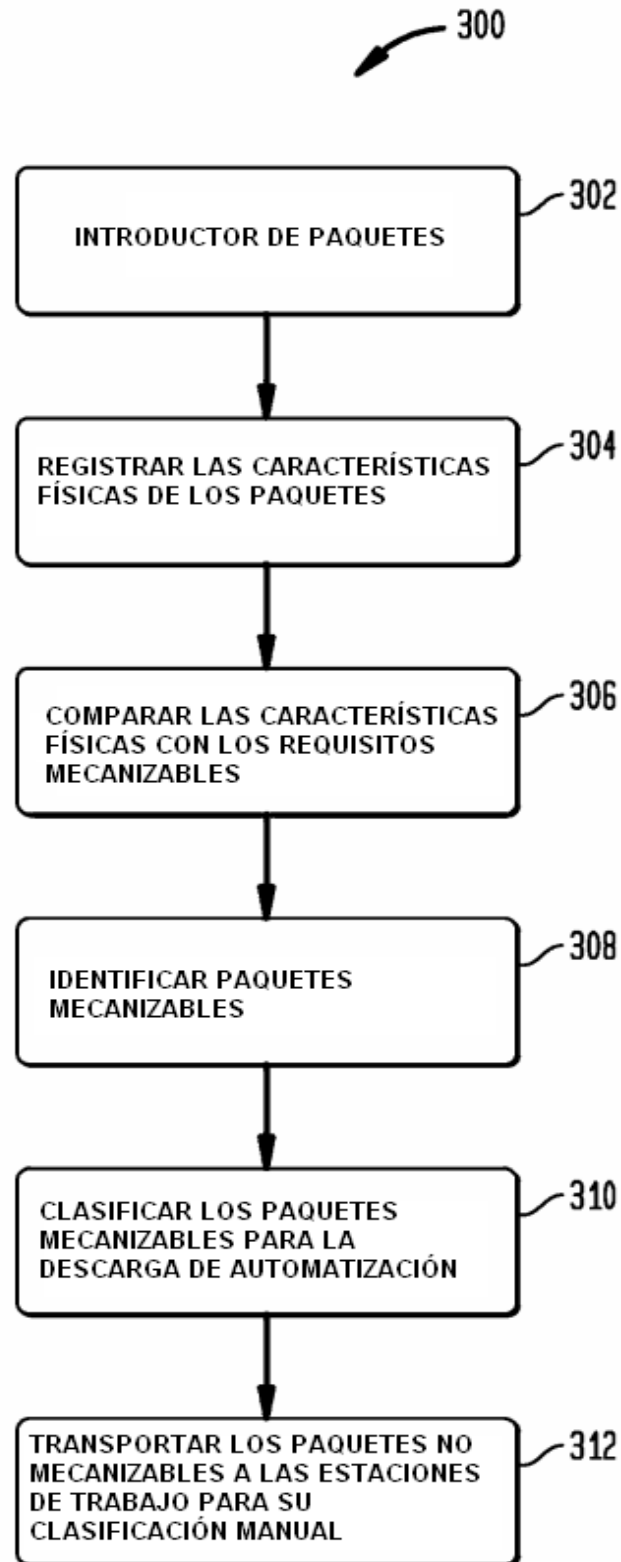 300
302
INTRODUCTOR DE PAQUETES
304
REGISTRAR LAS CARACTERÍSTICAS
FÍSICAS DE LOS PAQUETES
306
COMPARAR LAS CARACTERÍSTICAS
FÍSICAS CON LOS REQUISITOS
MECANIZABLES
308
IDENTIFICAR PAQUETES
MECANIZABLES
310
CLASIFICAR LOS PAQUETES
MECANIZABLES PARA LA
DESCARGA DE AUTOMATIZACIÓN
312
TRANSPORTAR LOS PAQUETES NO
MECANIZABLES A LAS ESTACIONES
DE TRABAJO PARA SU
CLASIFICACIÓN MANUAL